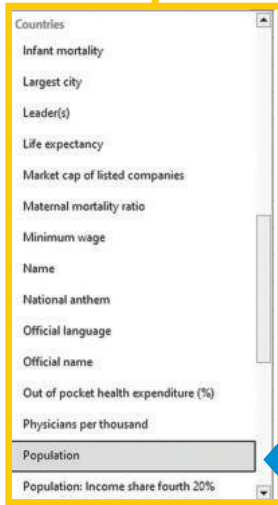 Countries
Infant mortality
Largest city
Leader(s)
Life expectancy
Market cap of listed companies
Maternal mortality ratio
Minimum wage
Name
National anthem
Official language
Official name
Out of pocket health expenditure (%)
Physicians per thousand
Population
Population: Income share fourth 20%